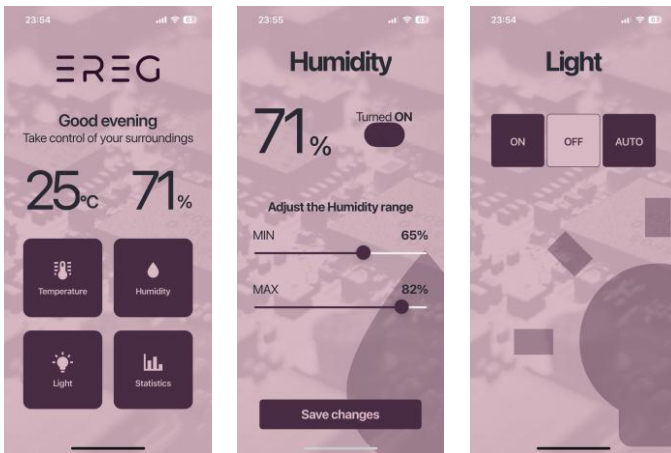 23:54
EREG
Good evening
Take control of your surroundings
25°C 71%
Temperature Humidity
Light Statistics
23:55
Humidity
71% Turned ON
Adjust the Humidity range
MIN 65%
MAX 82%
Save changes
23:54
Light
ON OFF AUTO